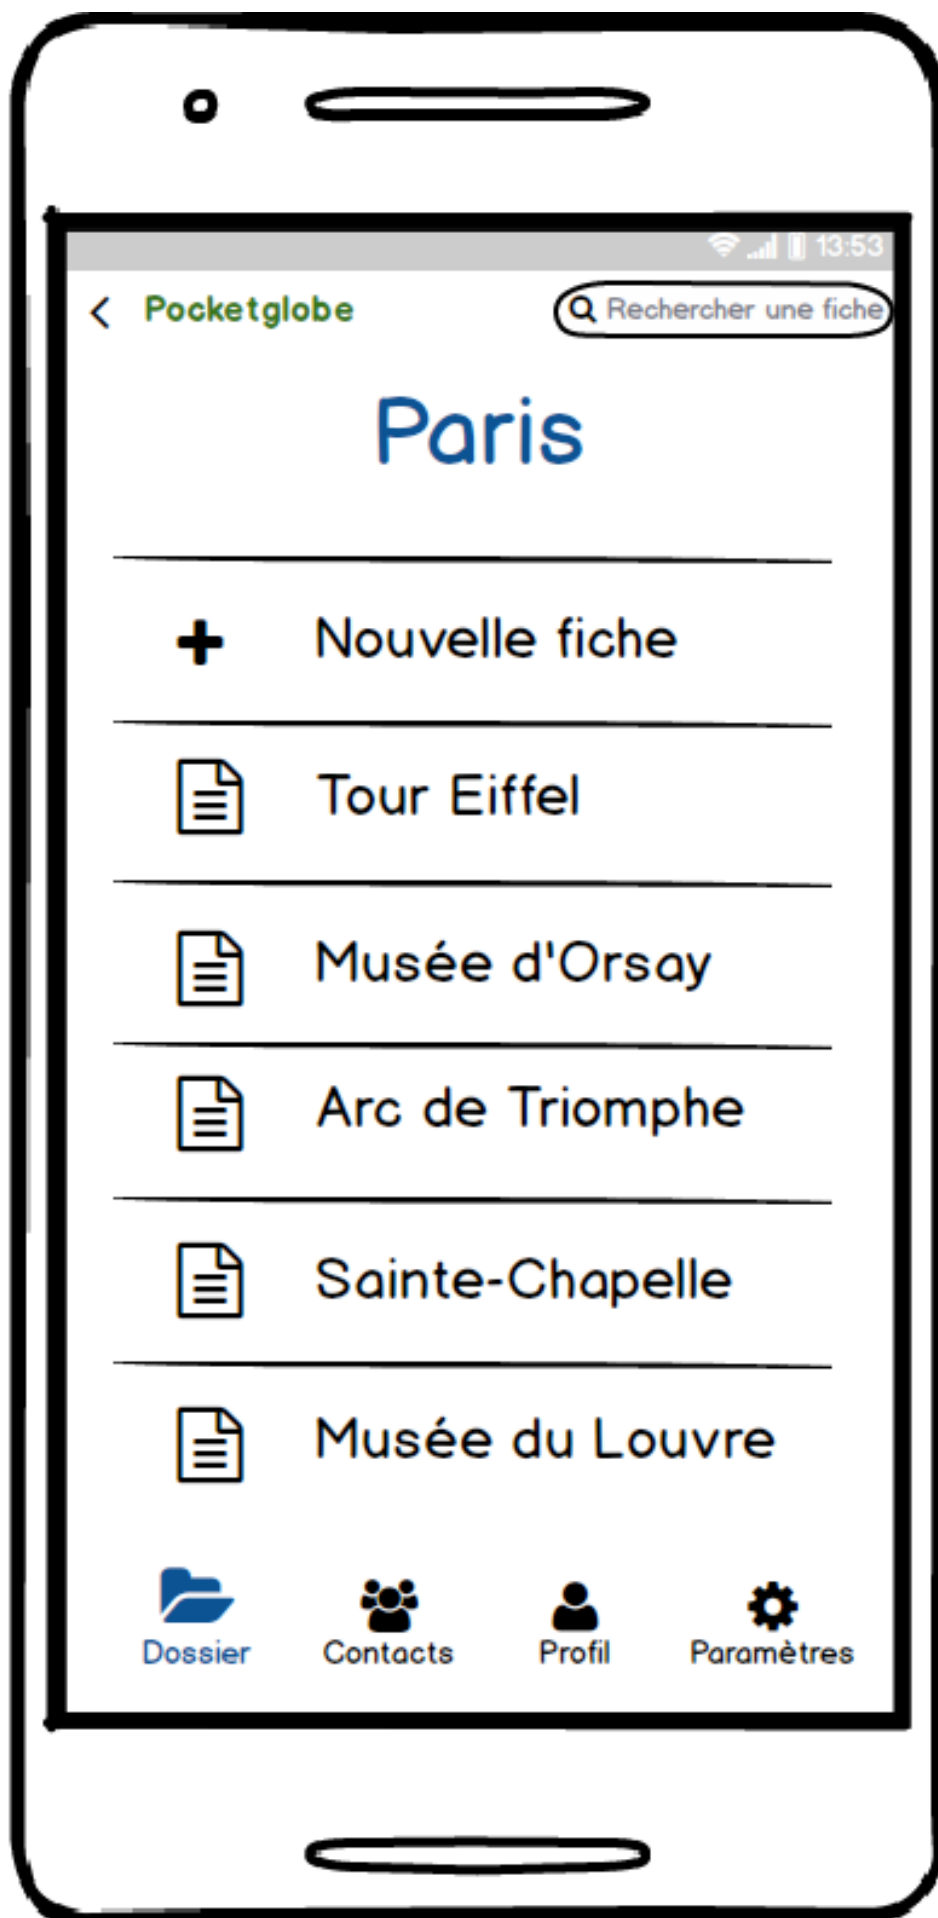 13:53
Pocketglobe
Rechercher une fiche
Paris
Nouvelle fiche
Tour Eiffel
Musée d'Orsay
Arc de Triomphe
Sainte-Chapelle
Musée du Louvre
Dossier
Contacts
Profil
Paramètres